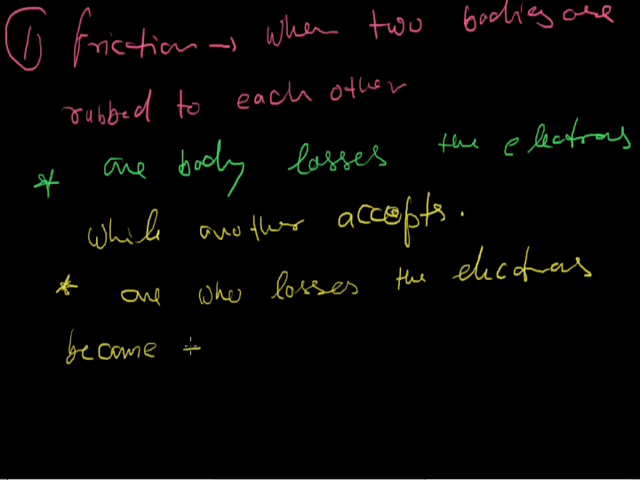 ① friction → when two bodies are
rubbed to each other
* one body losses the electrons
while another accepts.
* one who losses the electrons
became +